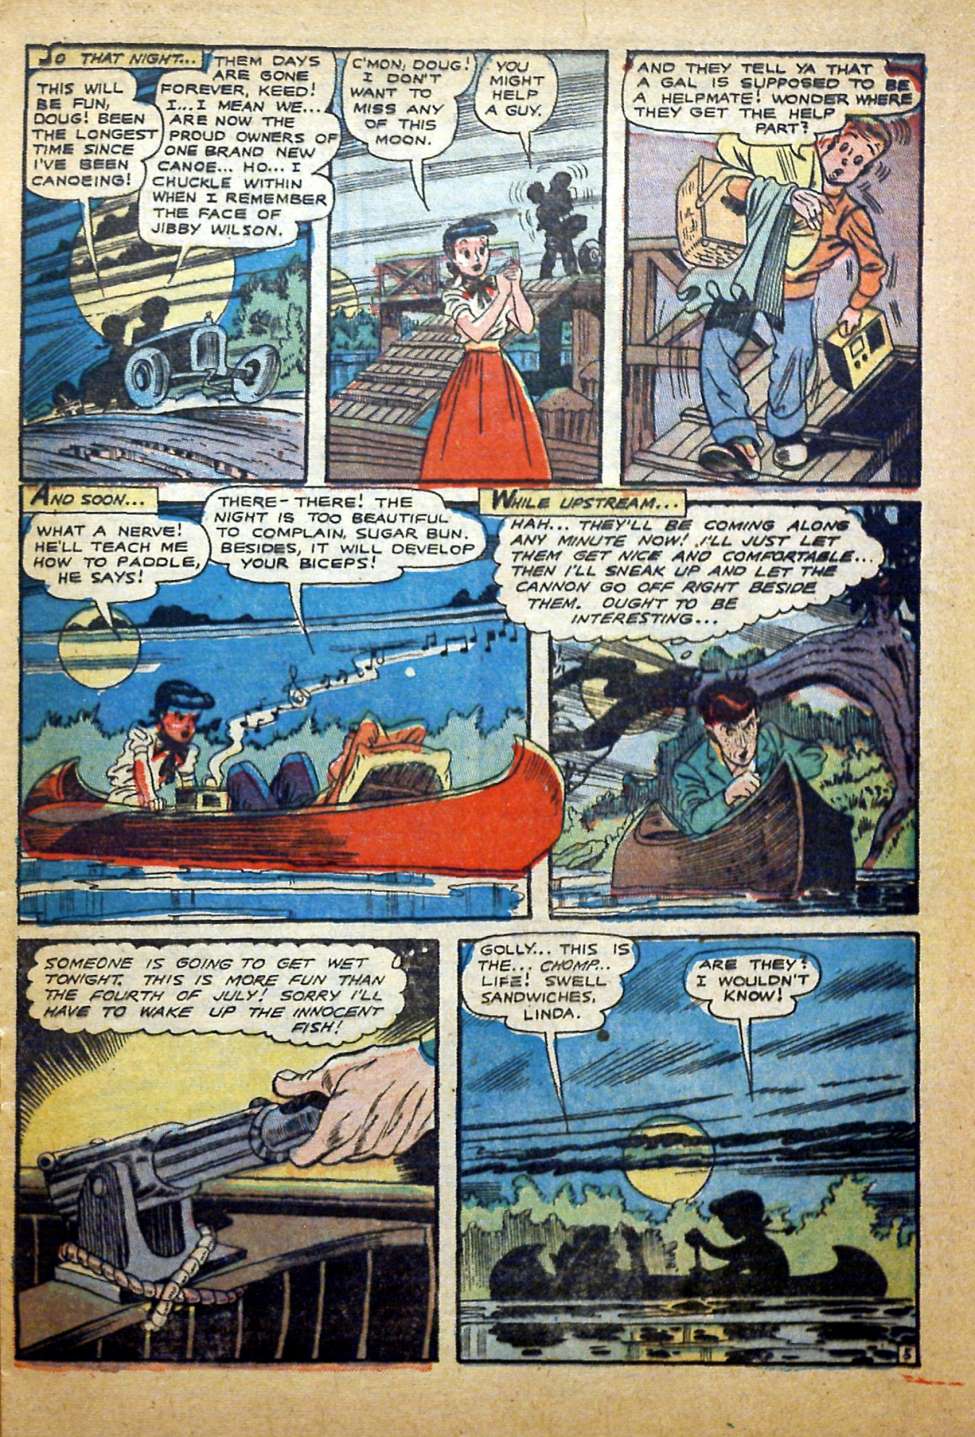 SO THAT NIGHT...
THIS WILL
BE FUN,
DOUG! BEEN
THE LONGEST
TIME SINCE
I'VE BEEN
CANOEING!
THEM DAYS
ARE GONE
FOREVER, KEED!
I...I MEAN WE...
ARE NOW THE
PROUD OWNERS OF
ONE BRAND NEW
CANOE... HO... I
CHUCKLE WITHIN
WHEN I REMEMBER
THE FACE OF
JIBBY WILSON.
C'MON, DOUG!
I DON'T
WANT TO
MISS ANY
OF THIS
MOON.
YOU
MIGHT
HELP
A GUY.
AND THEY TELL YA THAT
A GAL IS SUPPOSED TO BE
A HELPMATE! WONDER WHERE
THEY GET THE HELP
PART?
AND SOON...
WHAT A NERVE!
HE'LL TEACH ME
HOW TO PADDLE,
HE SAYS!
THERE-THERE! THE
NIGHT IS TOO BEAUTIFUL
TO COMPLAIN, SUGAR BUN.
BESIDES, IT WILL DEVELOP
YOUR BICEPS!
WHILE UPSTREAM...
HAH... THEY'LL BE COMING ALONG
ANY MINUTE NOW! I'LL JUST LET
THEM GET NICE AND COMFORTABLE...
THEN I'LL SNEAK UP AND LET THE
CANNON GO OFF RIGHT BESIDE
THEM. OUGHT TO BE
INTERESTING...
SOMEONE IS GOING TO GET WET
TONIGHT. THIS IS MORE FUN THAN
THE FOURTH OF JULY! SORRY I'LL
HAVE TO WAKE UP THE INNOCENT
FISH!
GOLLY... THIS IS
THE... CHOMP...
LIFE! SWELL
SANDWICHES,
LINDA.
ARE THEY?
I WOULDN'T
KNOW!
5